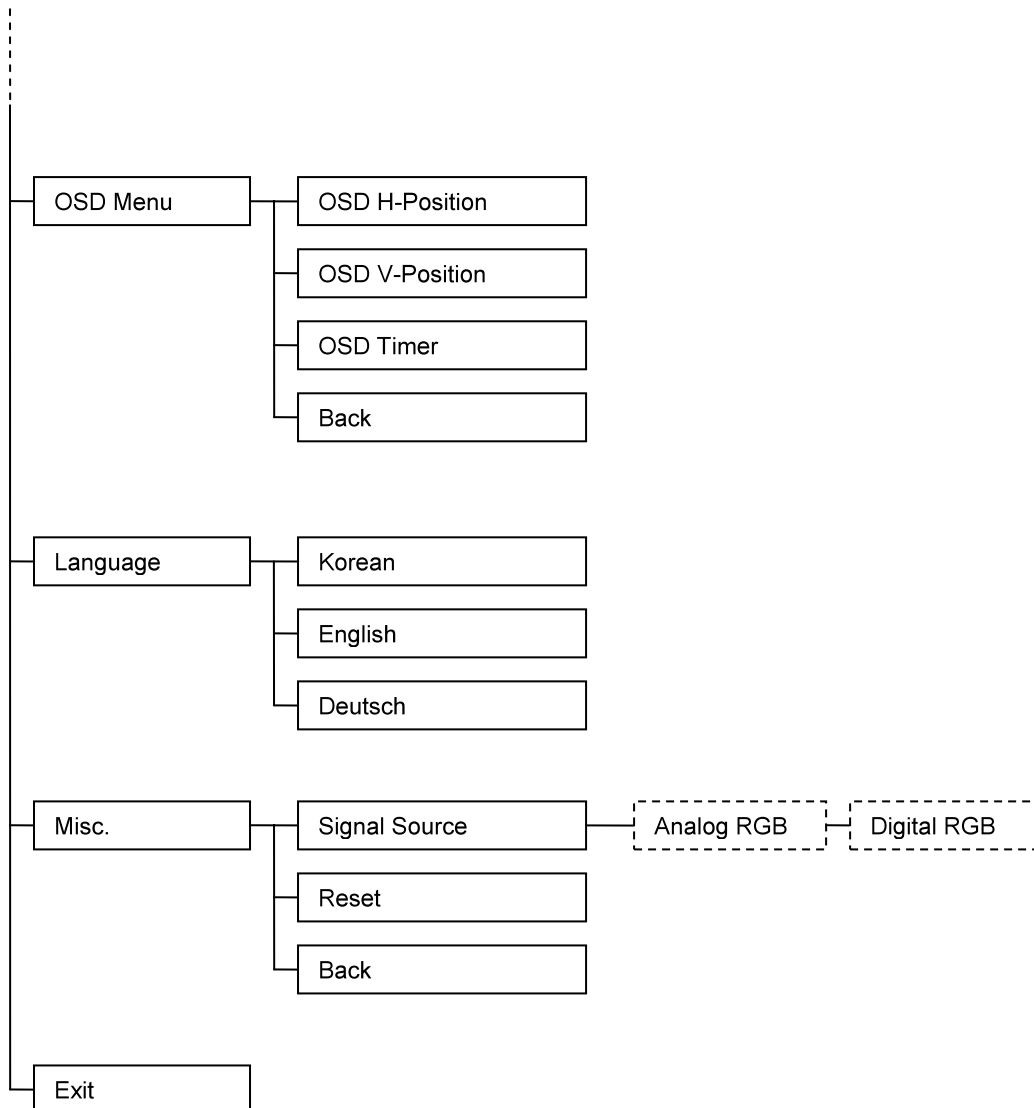 OSD Menu
OSD H-Position
OSD V-Position
OSD Timer
Back
Language
Korean
English
Deutsch
Misc.
Signal Source
Analog RGB
Digital RGB
Reset
Back
Exit